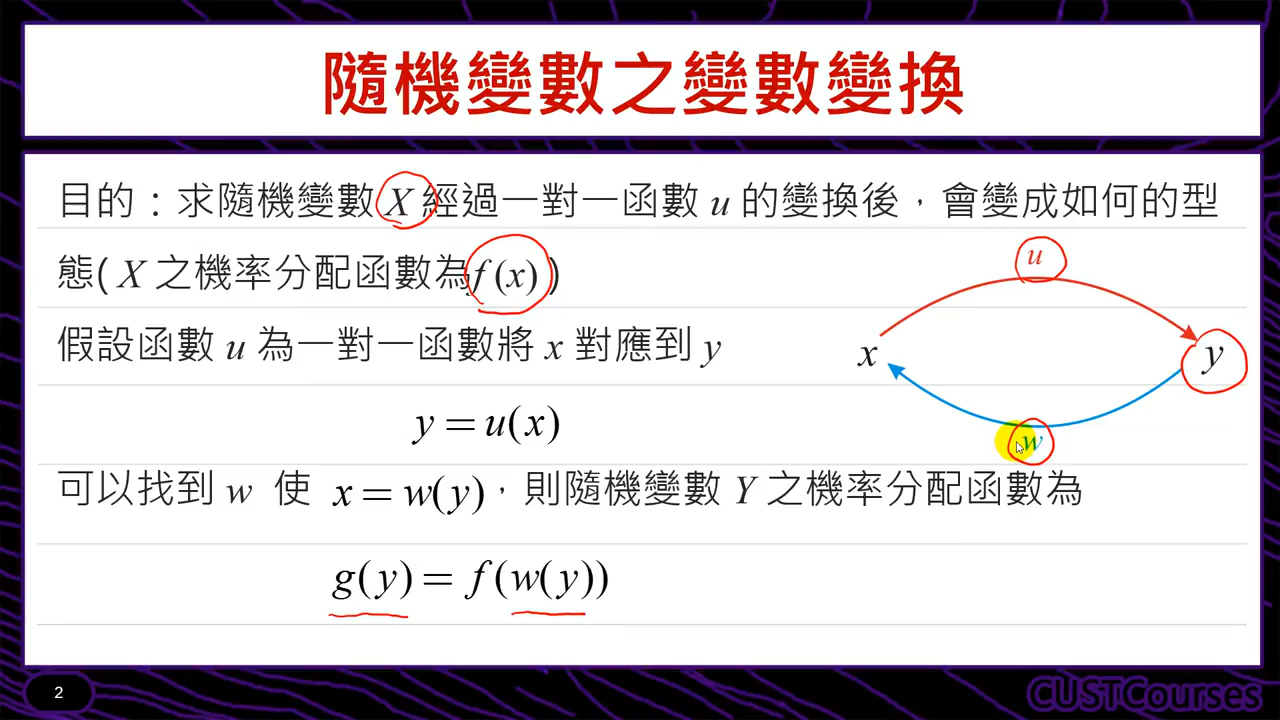 隨機變數之變數變換
目的：求隨機變數 X 經過一對一函數 u 的變換後，會變成如何的型
態( X 之機率分配函數為 f (x) )
u
假設函數 u 為一對一函數將 x 對應到 y
x
y
y = u(x)
w
可以找到 w 使 x = w(y)，則隨機變數 Y 之機率分配函數為
g(y) = f(w(y))
2
CUSTCourses